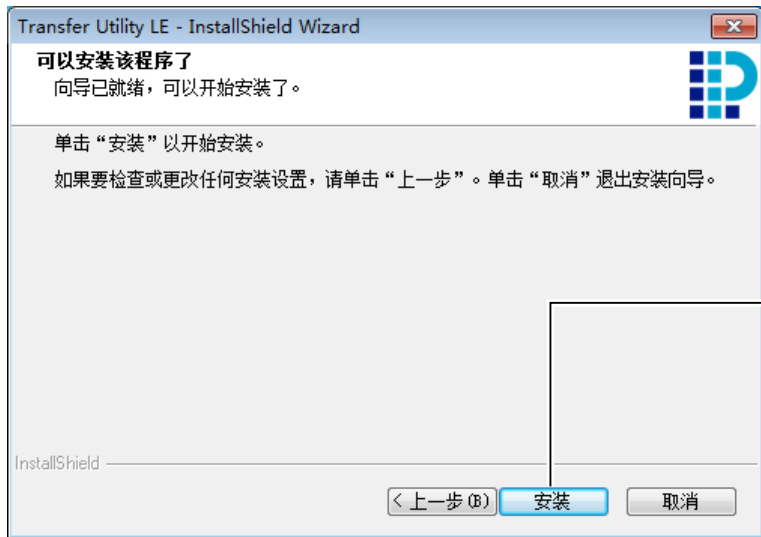 Transfer Utility LE - InstallShield Wizard
可以安装该程序了
向导已就绪，可以开始安装了。
单击“安装”以开始安装。
如果要检查或更改任何安装设置，请单击“上一步”。单击“取消”退出安装向导。
InstallShield
< 上一步(B)
安装
取消